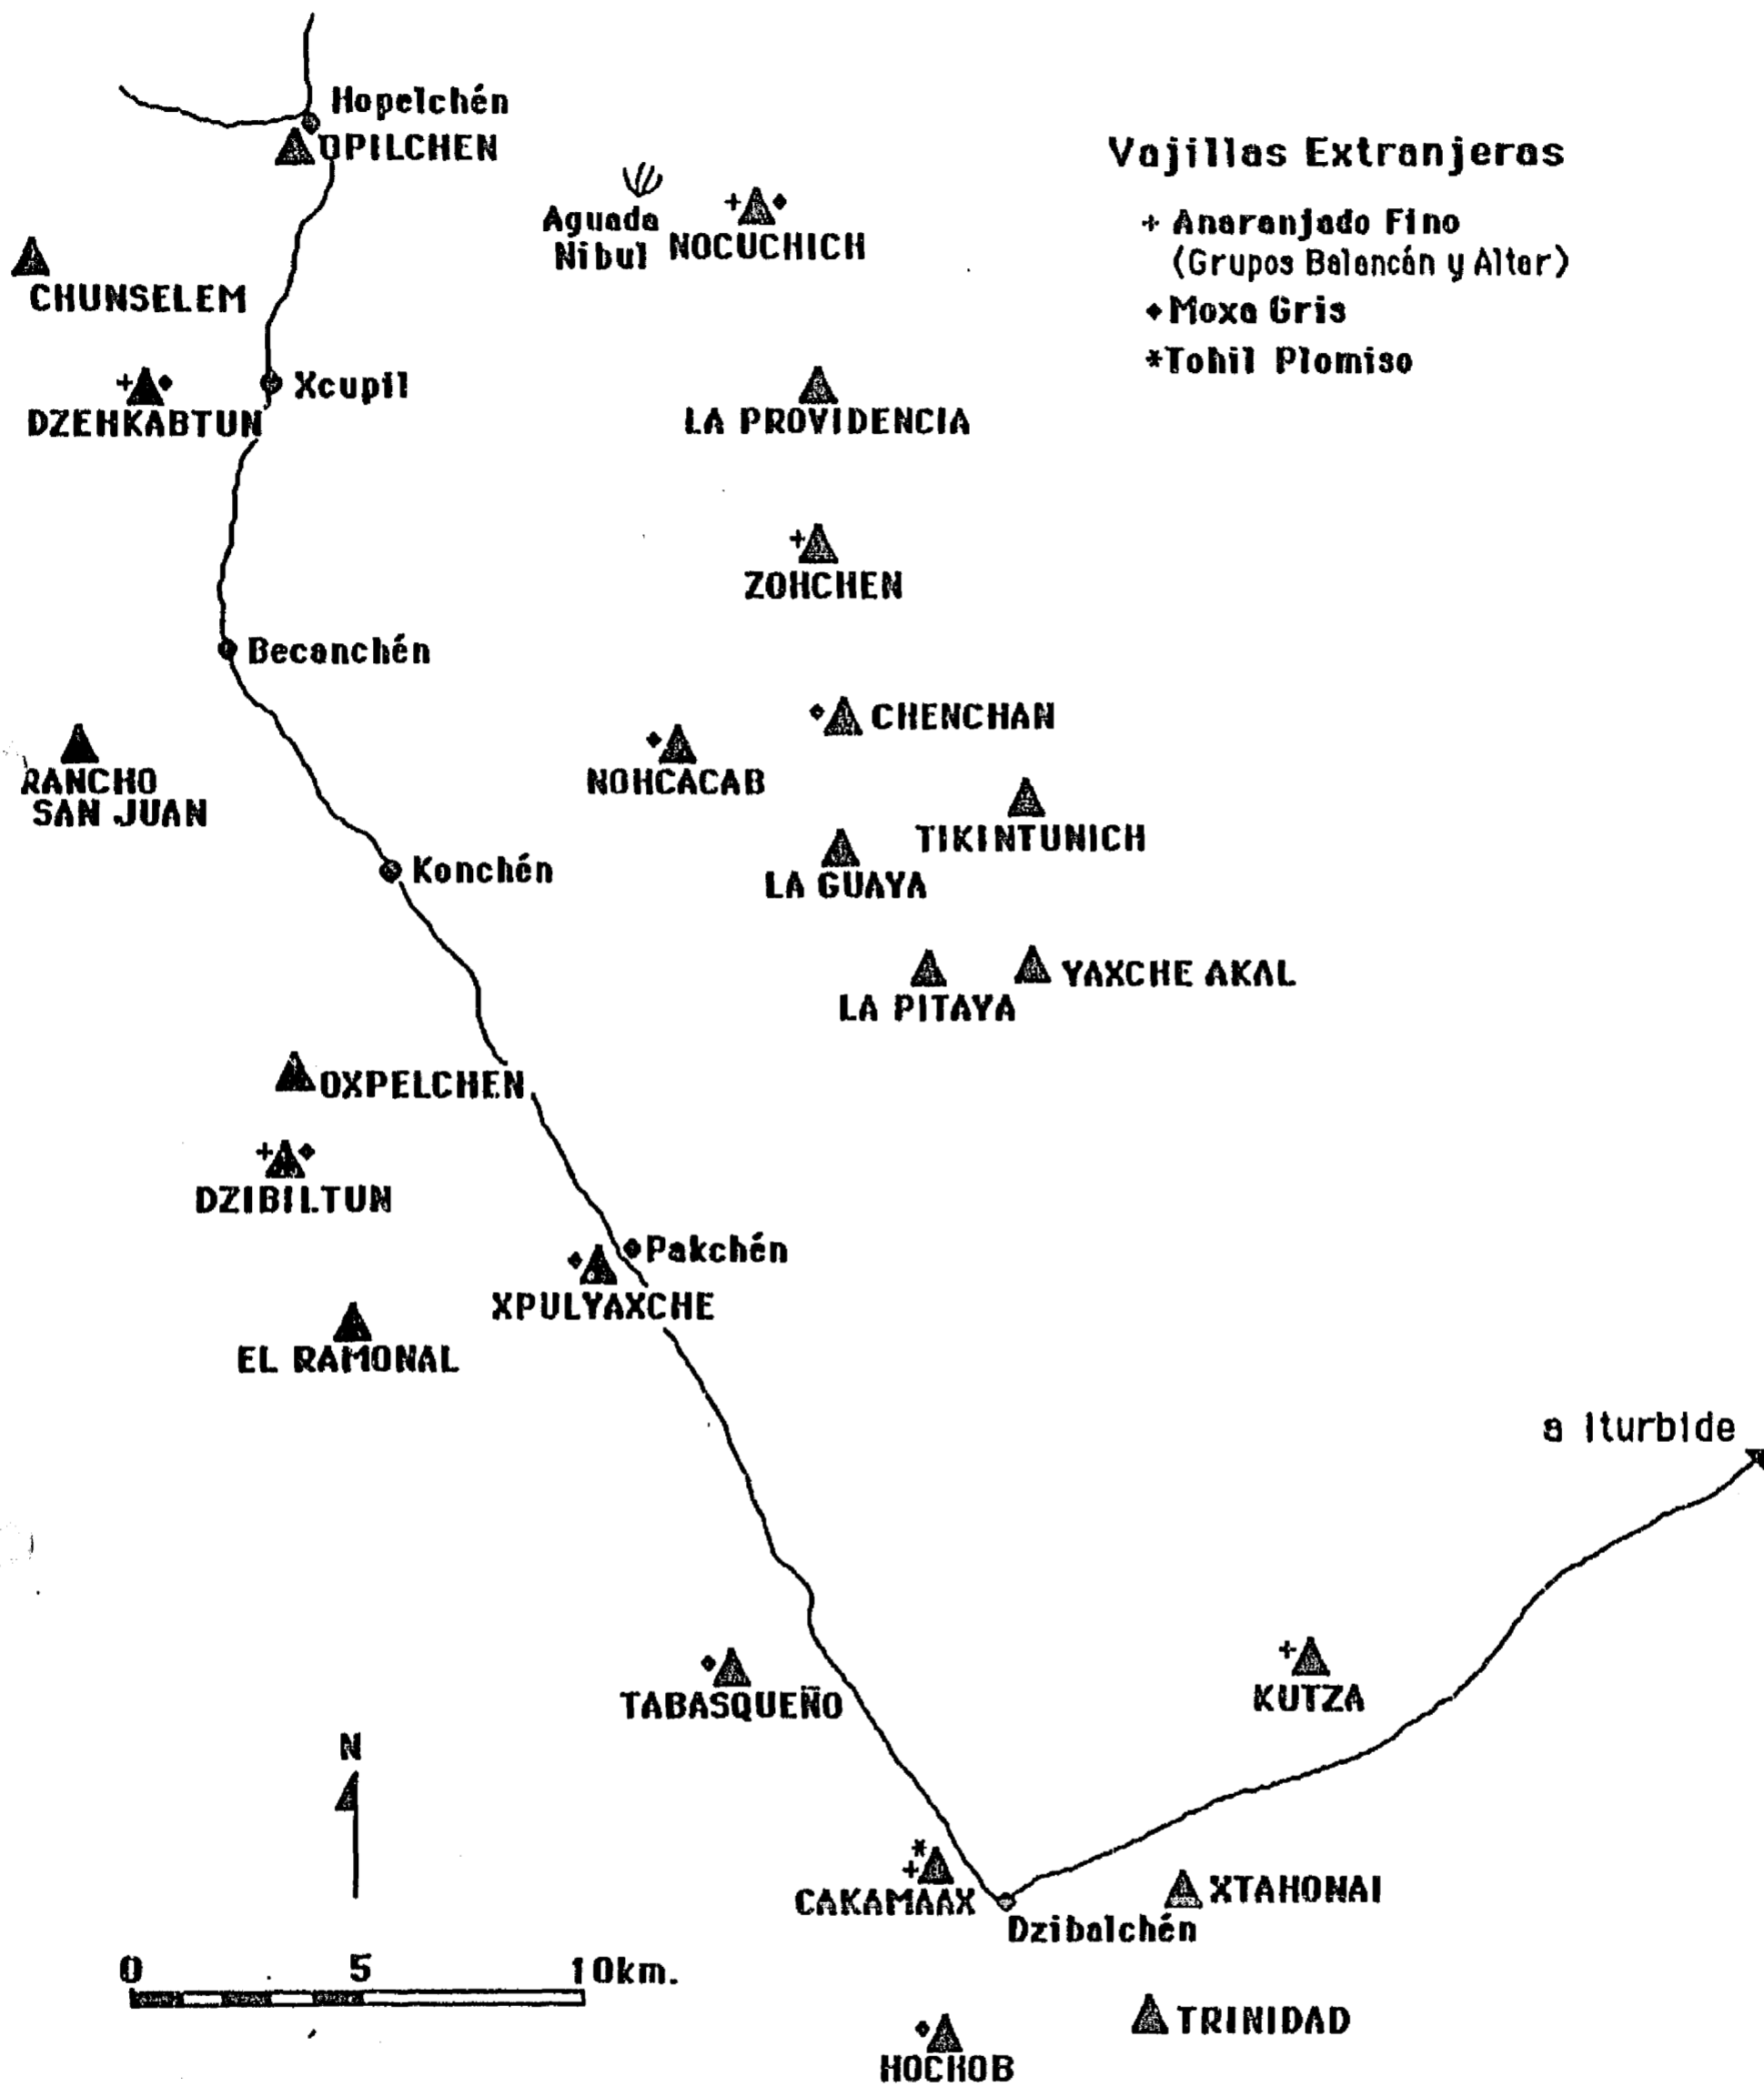 Hopelchén
OPILCHEN
Vajillas Extranjeras
+ Anaranjado Fino
(Grupos Balancán y Altar)
◆ Moxa Gris
*Tohil Plomiso
Aguada
Nibul
+ ◆
NOCUCHICH
CHUNSELEM
+ ◆
DZEHKABTUN
Xcupil
LA PROVIDENCIA
+
ZOHCHEN
Becanchén
◆ CHENCHAN
◆
NOHCACAB
RANCHO
SAN JUAN
TIKINTUNICH
LA GUAYA
Konchén
YAXCHE AKAL
LA PITAYA
OXPELCHEN
+ ◆
DZIBILTUN
Pakchén
◆
XPULYAXCHE
EL RAMONAL
a Iturbide
+
KUTZA
◆
TABASQUEÑO
N
*
+
CAKAMAAX
XTAHONAI
Dzibalchén
0 5 10km.
TRINIDAD
◆
HOCHOB